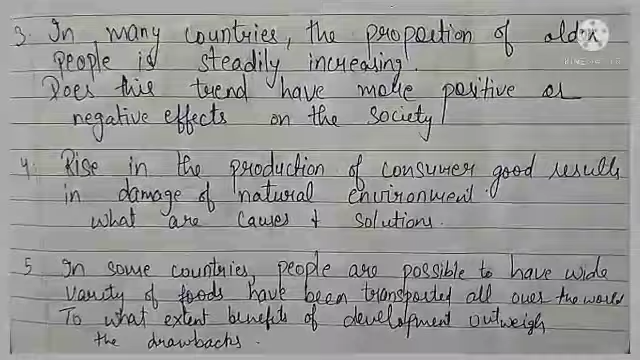 3. In many countries, the proportion of older
people is steadily increasing.
Does this trend have more positive or
negative effects on the society
4. Rise in the production of consumer good results
in damage of natural environment.
what are causes & solutions.
5. In some countries, people are possible to have wide
varity of foods have been transported all over the world
To what extent benefits of development outweigh
the drawbacks.